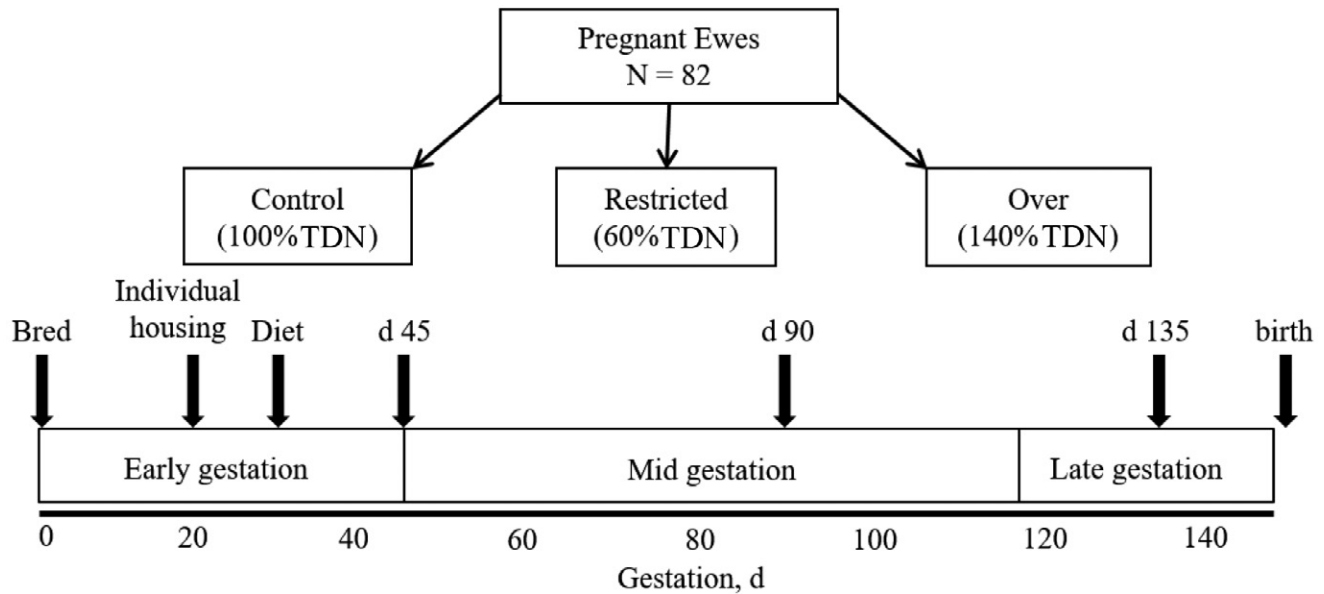 Pregnant Ewes
N = 82
Control
(100%TDN)
Restricted
(60%TDN)
Over
(140%TDN)
Bred
Individual
housing
Diet
d 45
d 90
d 135
birth
Early gestation
Mid gestation
Late gestation
0 20 40 60 80 100 120 140
Gestation, d